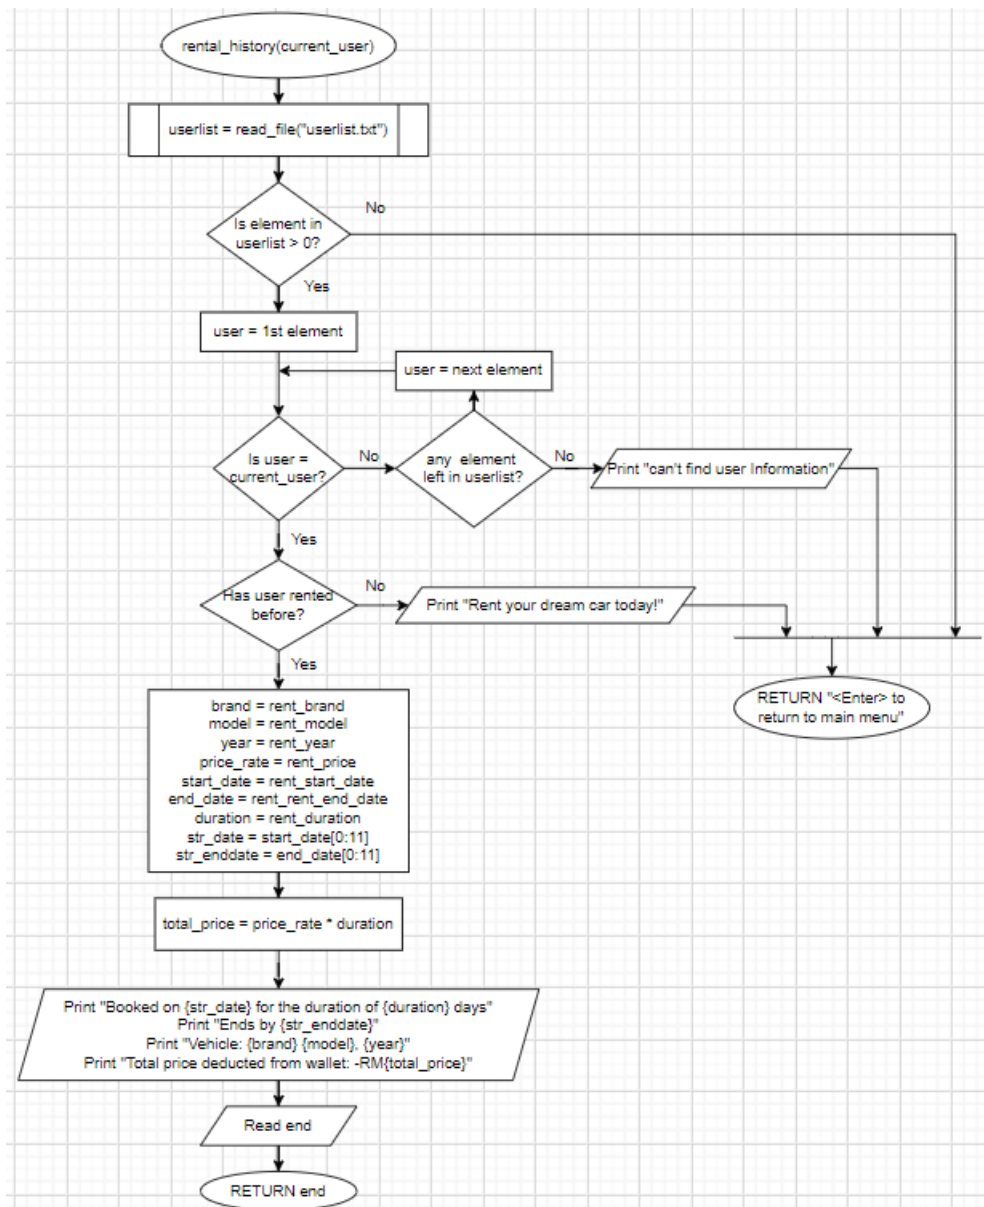 rental_history(current_user)
userlist = read_file("userlist.txt")
Is element in
userlist > 0?
No
Yes
user = 1st element
user = next element
Is user =
current_user?
No
any element
left in userlist?
No
Print "can't find user Information"
Yes
Has user rented
before?
No
Print "Rent your dream car today!"
Yes
RETURN "<Enter> to
return to main menu"
brand = rent_brand
model = rent_model
year = rent_year
price_rate = rent_price
start_date = rent_start_date
end_date = rent_rent_end_date
duration = rent_duration
str_date = start_date[0:11]
str_enddate = end_date[0:11]
total_price = price_rate * duration
Print "Booked on {str_date} for the duration of {duration} days"
Print "Ends by {str_enddate}"
Print "Vehicle: {brand} {model}, {year}"
Print "Total price deducted from wallet: -RM{total_price}"
Read end
RETURN end